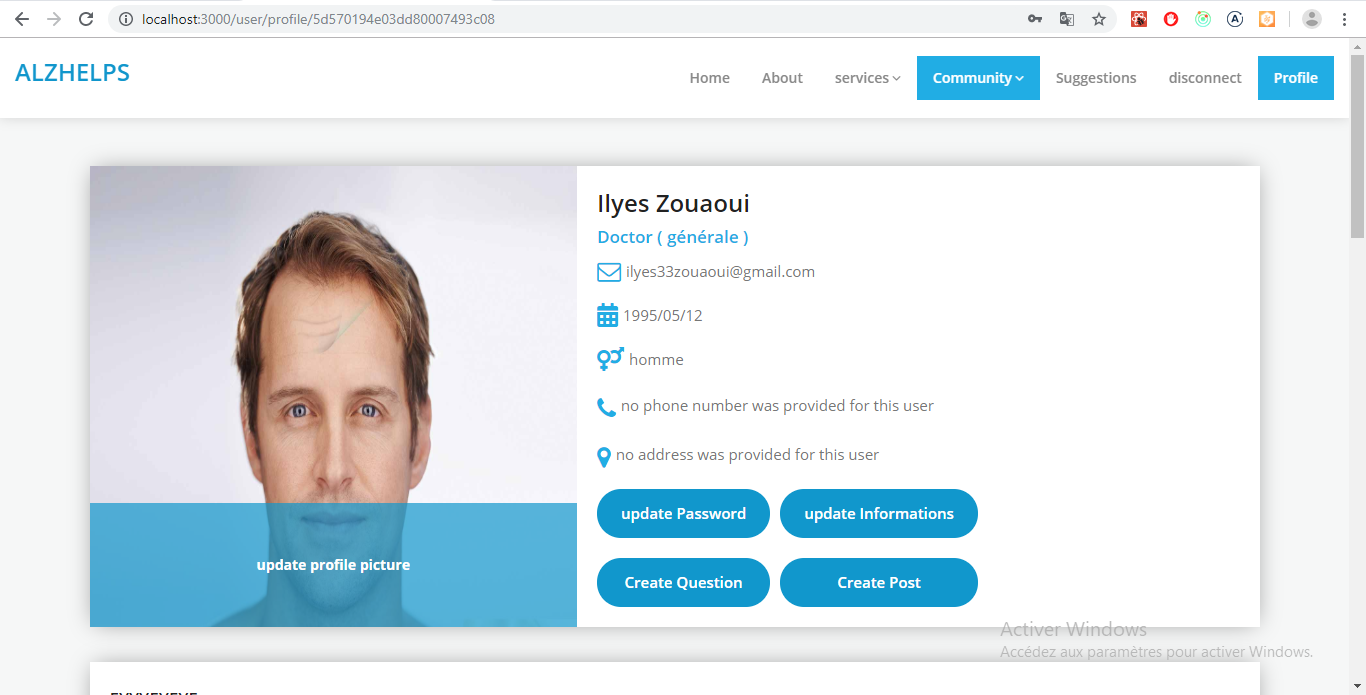 localhost:3000/user/profile/5d570194e03dd80007493c08
ALZHELPS
Home About services Community Suggestions disconnect Profile
Ilyes Zouaoui
Doctor ( générale )
ilyes33zouaoui@gmail.com
1995/05/12
homme
no phone number was provided for this user
no address was provided for this user
update Password update Informations
update profile picture
Create Question Create Post
Activer Windows
Accédez aux paramètres pour activer Windows.